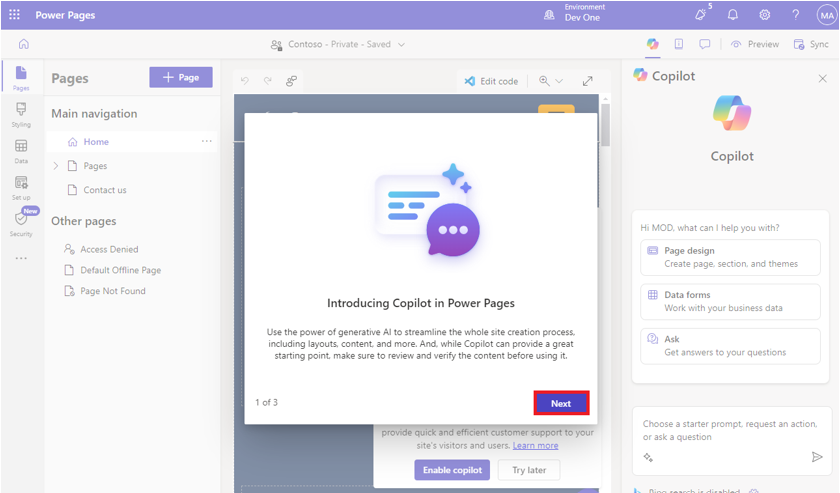 Power Pages
Environment
Dev One
5
?
MA
Contoso - Private - Saved
Preview
Sync
Pages
Styling
Data
Set up
New
Security
Pages
+ Page
Main navigation
Home
Pages
Contact us
Other pages
Access Denied
Default Offline Page
Page Not Found
Edit code
Introducing Copilot in Power Pages
Use the power of generative AI to streamline the whole site creation process,
including layouts, content, and more. And, while Copilot can provide a great
starting point, make sure to review and verify the content before using it.
1 of 3
Next
provide quick and efficient customer support to your
site's visitors and users. Learn more
Enable copilot
Try later
Copilot
Copilot
Hi MOD, what can I help you with?
Page design
Create page, section, and themes
Data forms
Work with your business data
Ask
Get answers to your questions
Choose a starter prompt, request an action,
or ask a question
Bing search is disabled